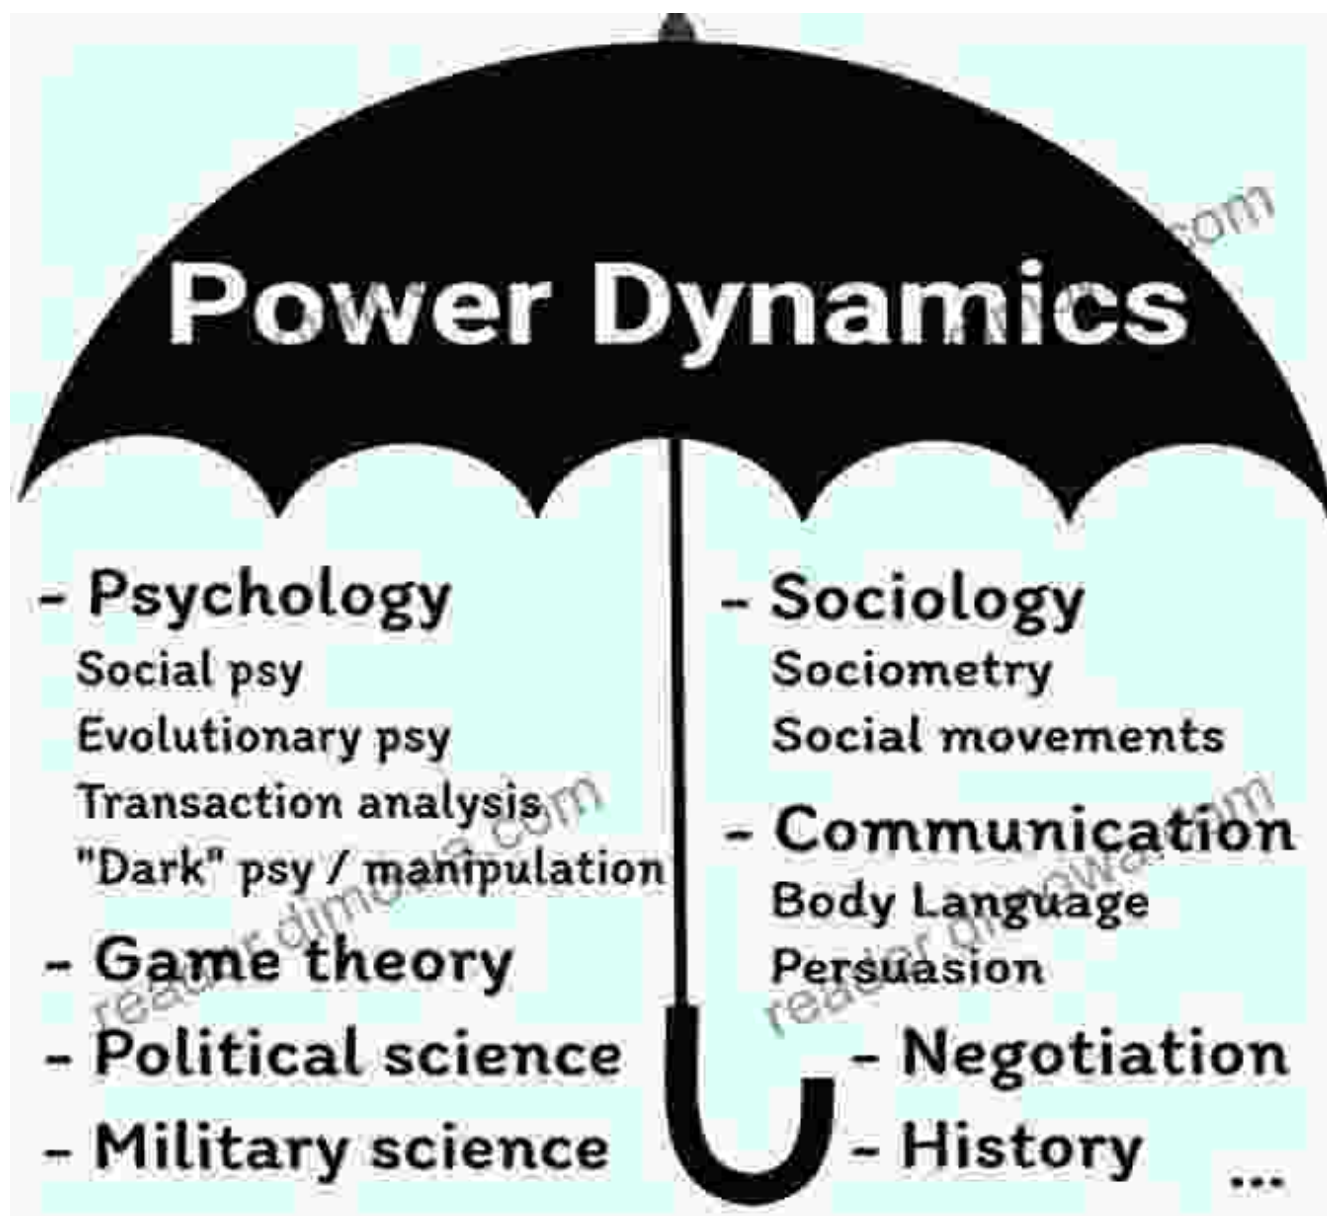 Power Dynamics
- Psychology
Social psy
Evolutionary psy
Transaction analysis
"Dark" psy / manipulation
- Game theory
- Political science
- Military science
- Sociology
Sociometry
Social movements
- Communication
Body Language
Persuasion
- Negotiation
- History
...